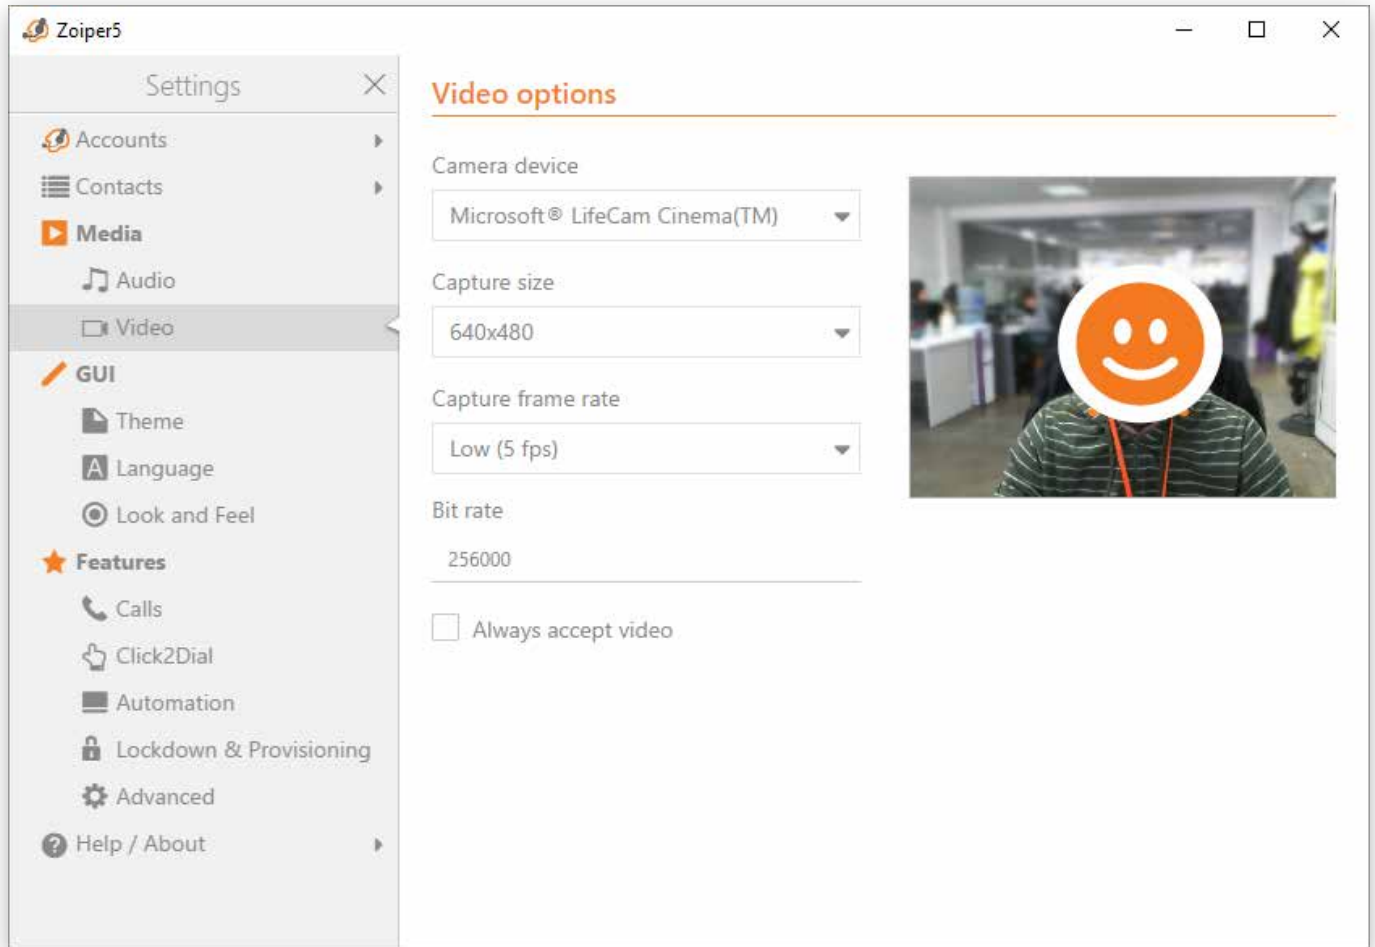 Zoiper5
Settings
Accounts
Contacts
Media
Audio
Video
GUI
Theme
Language
Look and Feel
Features
Calls
Click2Dial
Automation
Lockdown & Provisioning
Advanced
Help / About
Video options
Camera device
Microsoft® LifeCam Cinema(TM)
Capture size
640x480
Capture frame rate
Low (5 fps)
Bit rate
256000
Always accept video